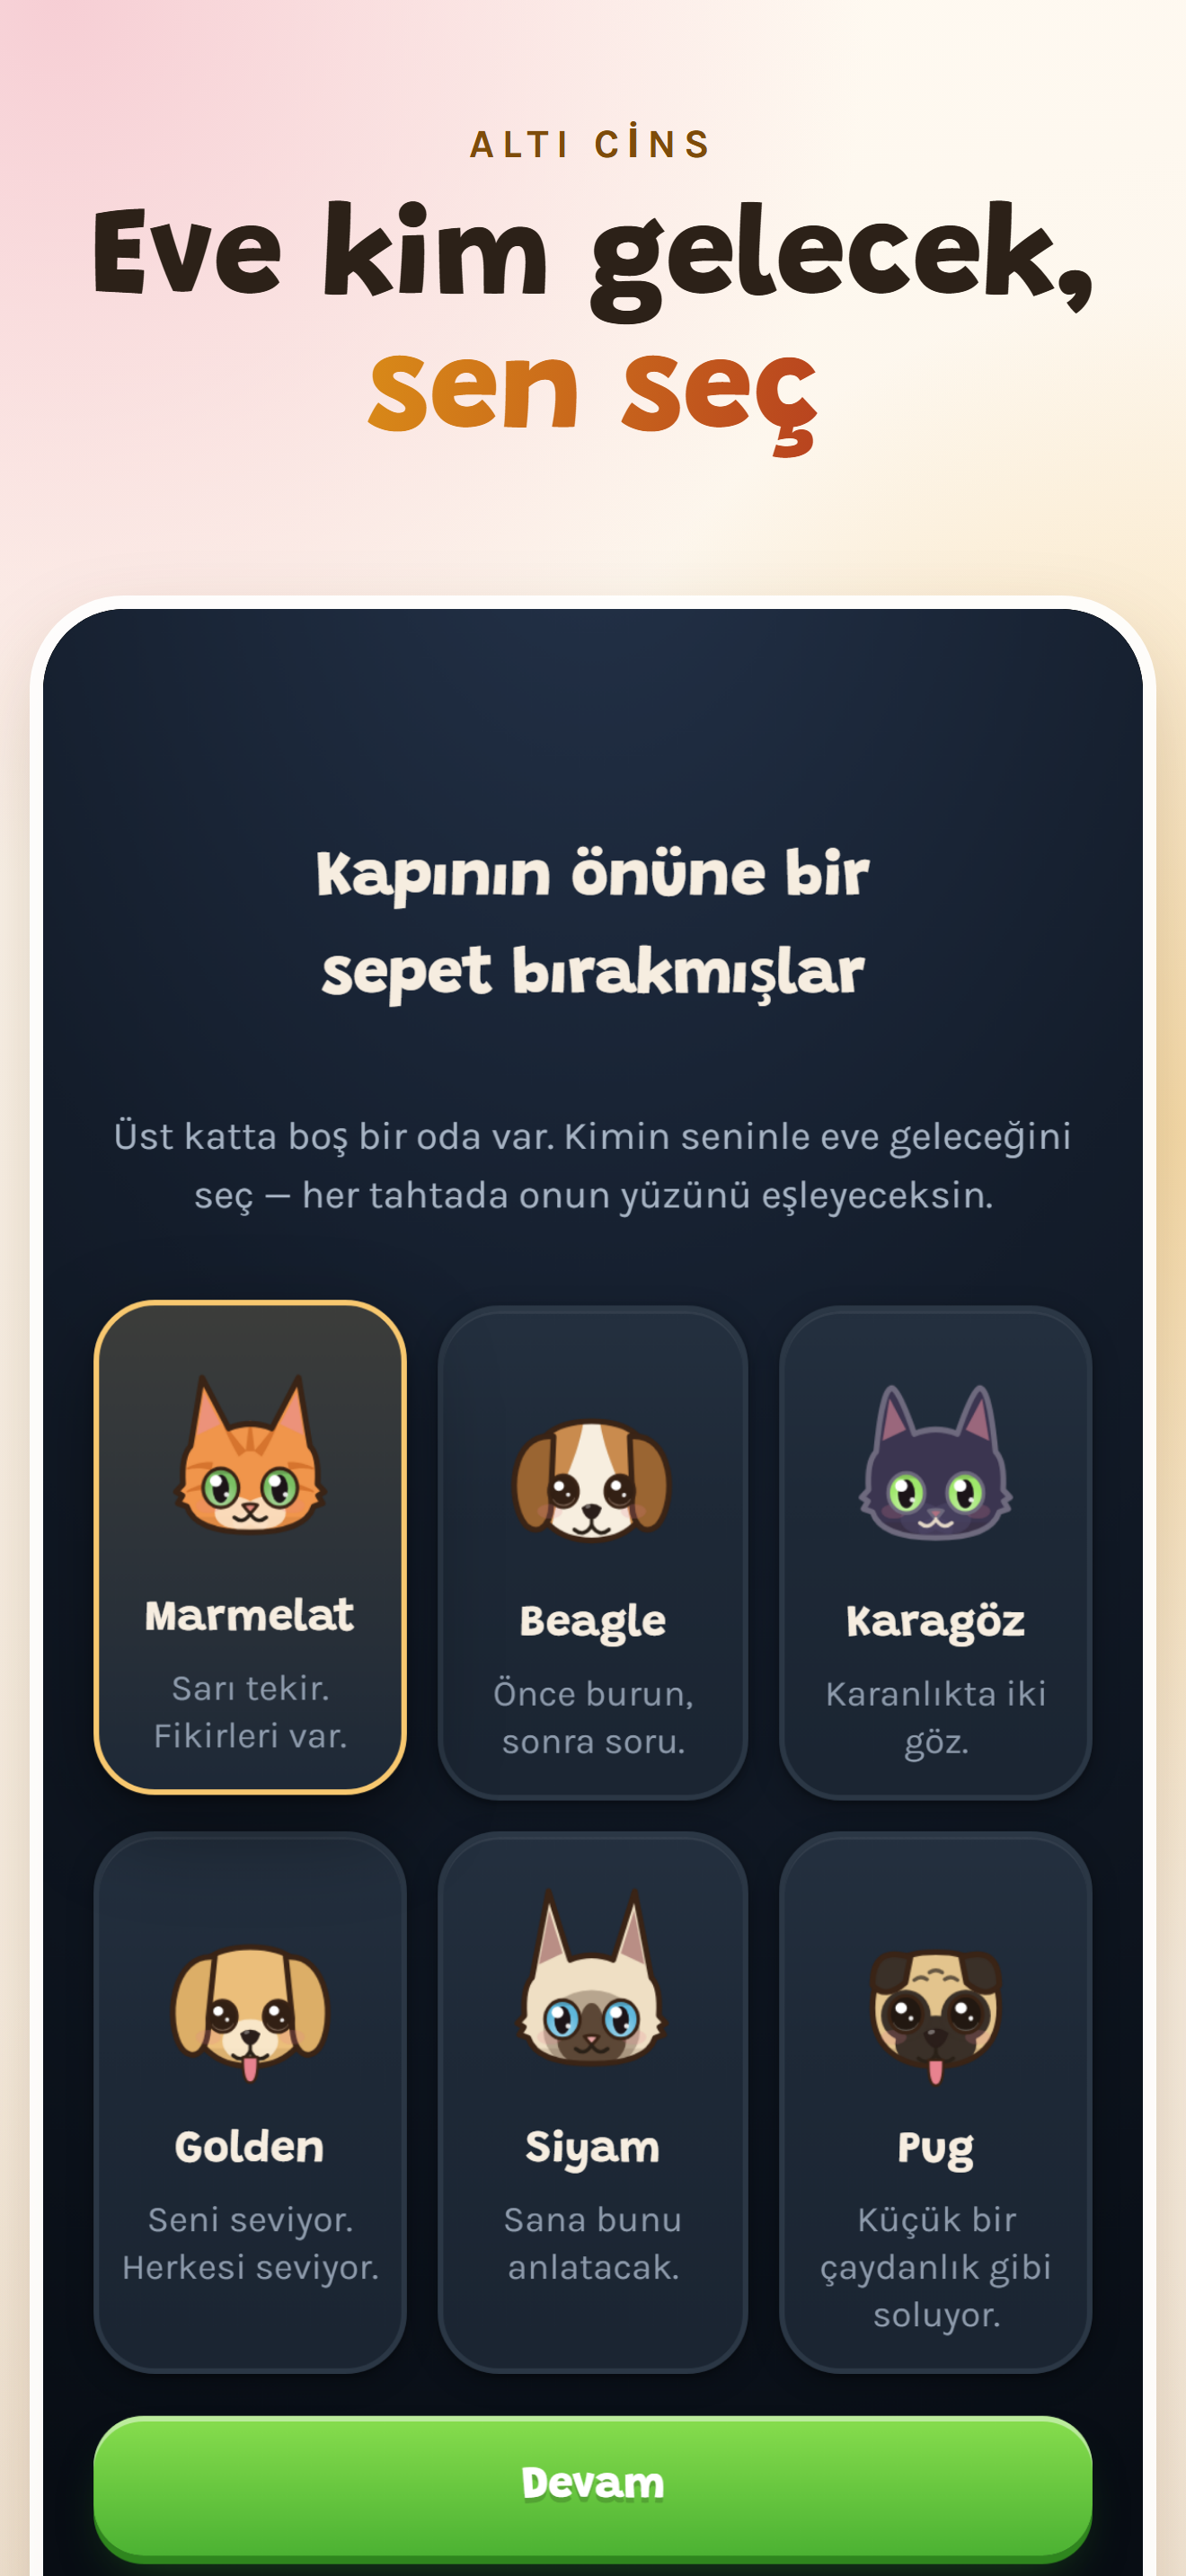 ALTI CİNS
Eve kim gelecek,
sen seç
Kapının önüne bir
sepet bırakmışlar
Üst katta boş bir oda var. Kimin seninle eve geleceğini
seç — her tahtada onun yüzünü eşleyeceksin.
Marmelat
Sarı tekir.
Fikirleri var.
Beagle
Önce burun,
sonra soru.
Karagöz
Karanlıkta iki
göz.
Golden
Seni seviyor.
Herkesi seviyor.
Siyam
Sana bunu
anlatacak.
Pug
Küçük bir
çaydanlık gibi
soluyor.
Devam